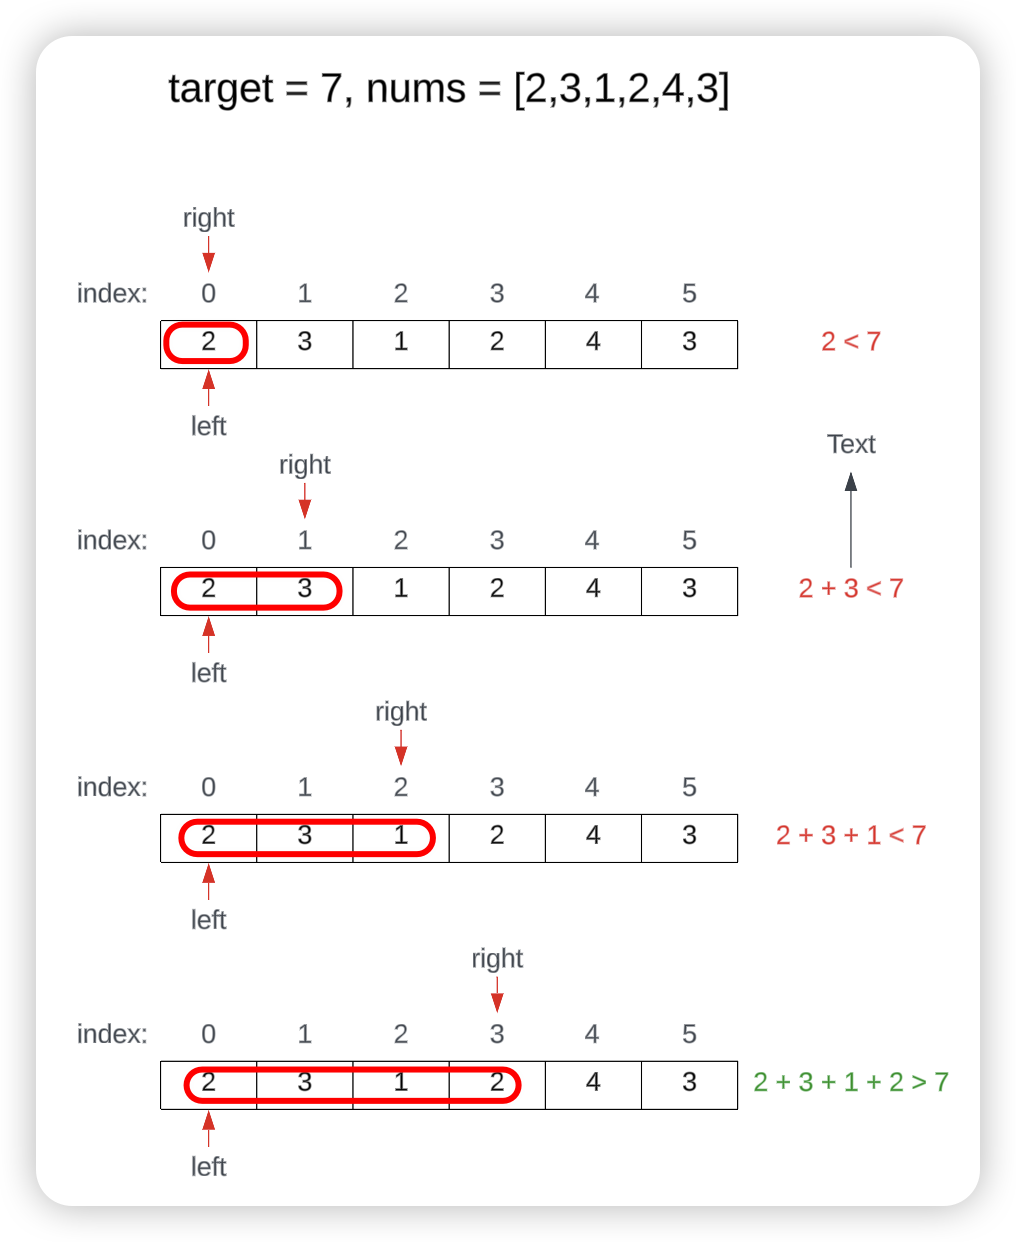 target = 7, nums = [2,3,1,2,4,3]
right
index: 0 1 2 3 4 5
2 3 1 2 4 3 2 < 7
left
Text
right
index: 0 1 2 3 4 5
2 3 1 2 4 3 2 + 3 < 7
left
right
index: 0 1 2 3 4 5
2 3 1 2 4 3 2 + 3 + 1 < 7
left
right
index: 0 1 2 3 4 5
2 3 1 2 4 3 2 + 3 + 1 + 2 > 7
left